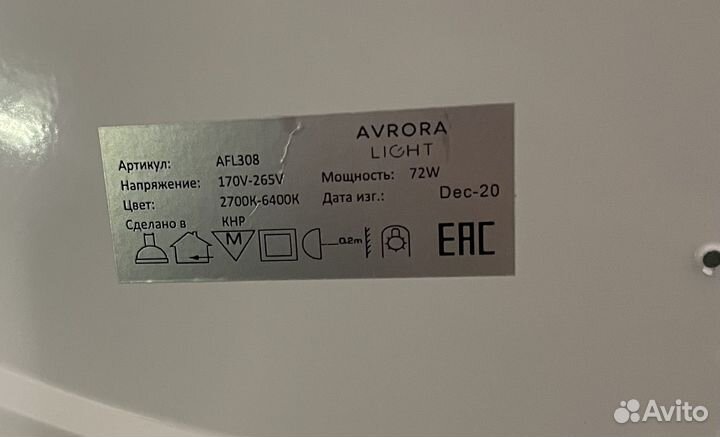 AVRORA
LIGHT
Артикул: AFL308
Напряжение: 170V-265V Мощность: 72W
Цвет: 2700K-6400K Дата изг.: Dec-20
Сделано в КНР
M 0.2m EAC
Avito